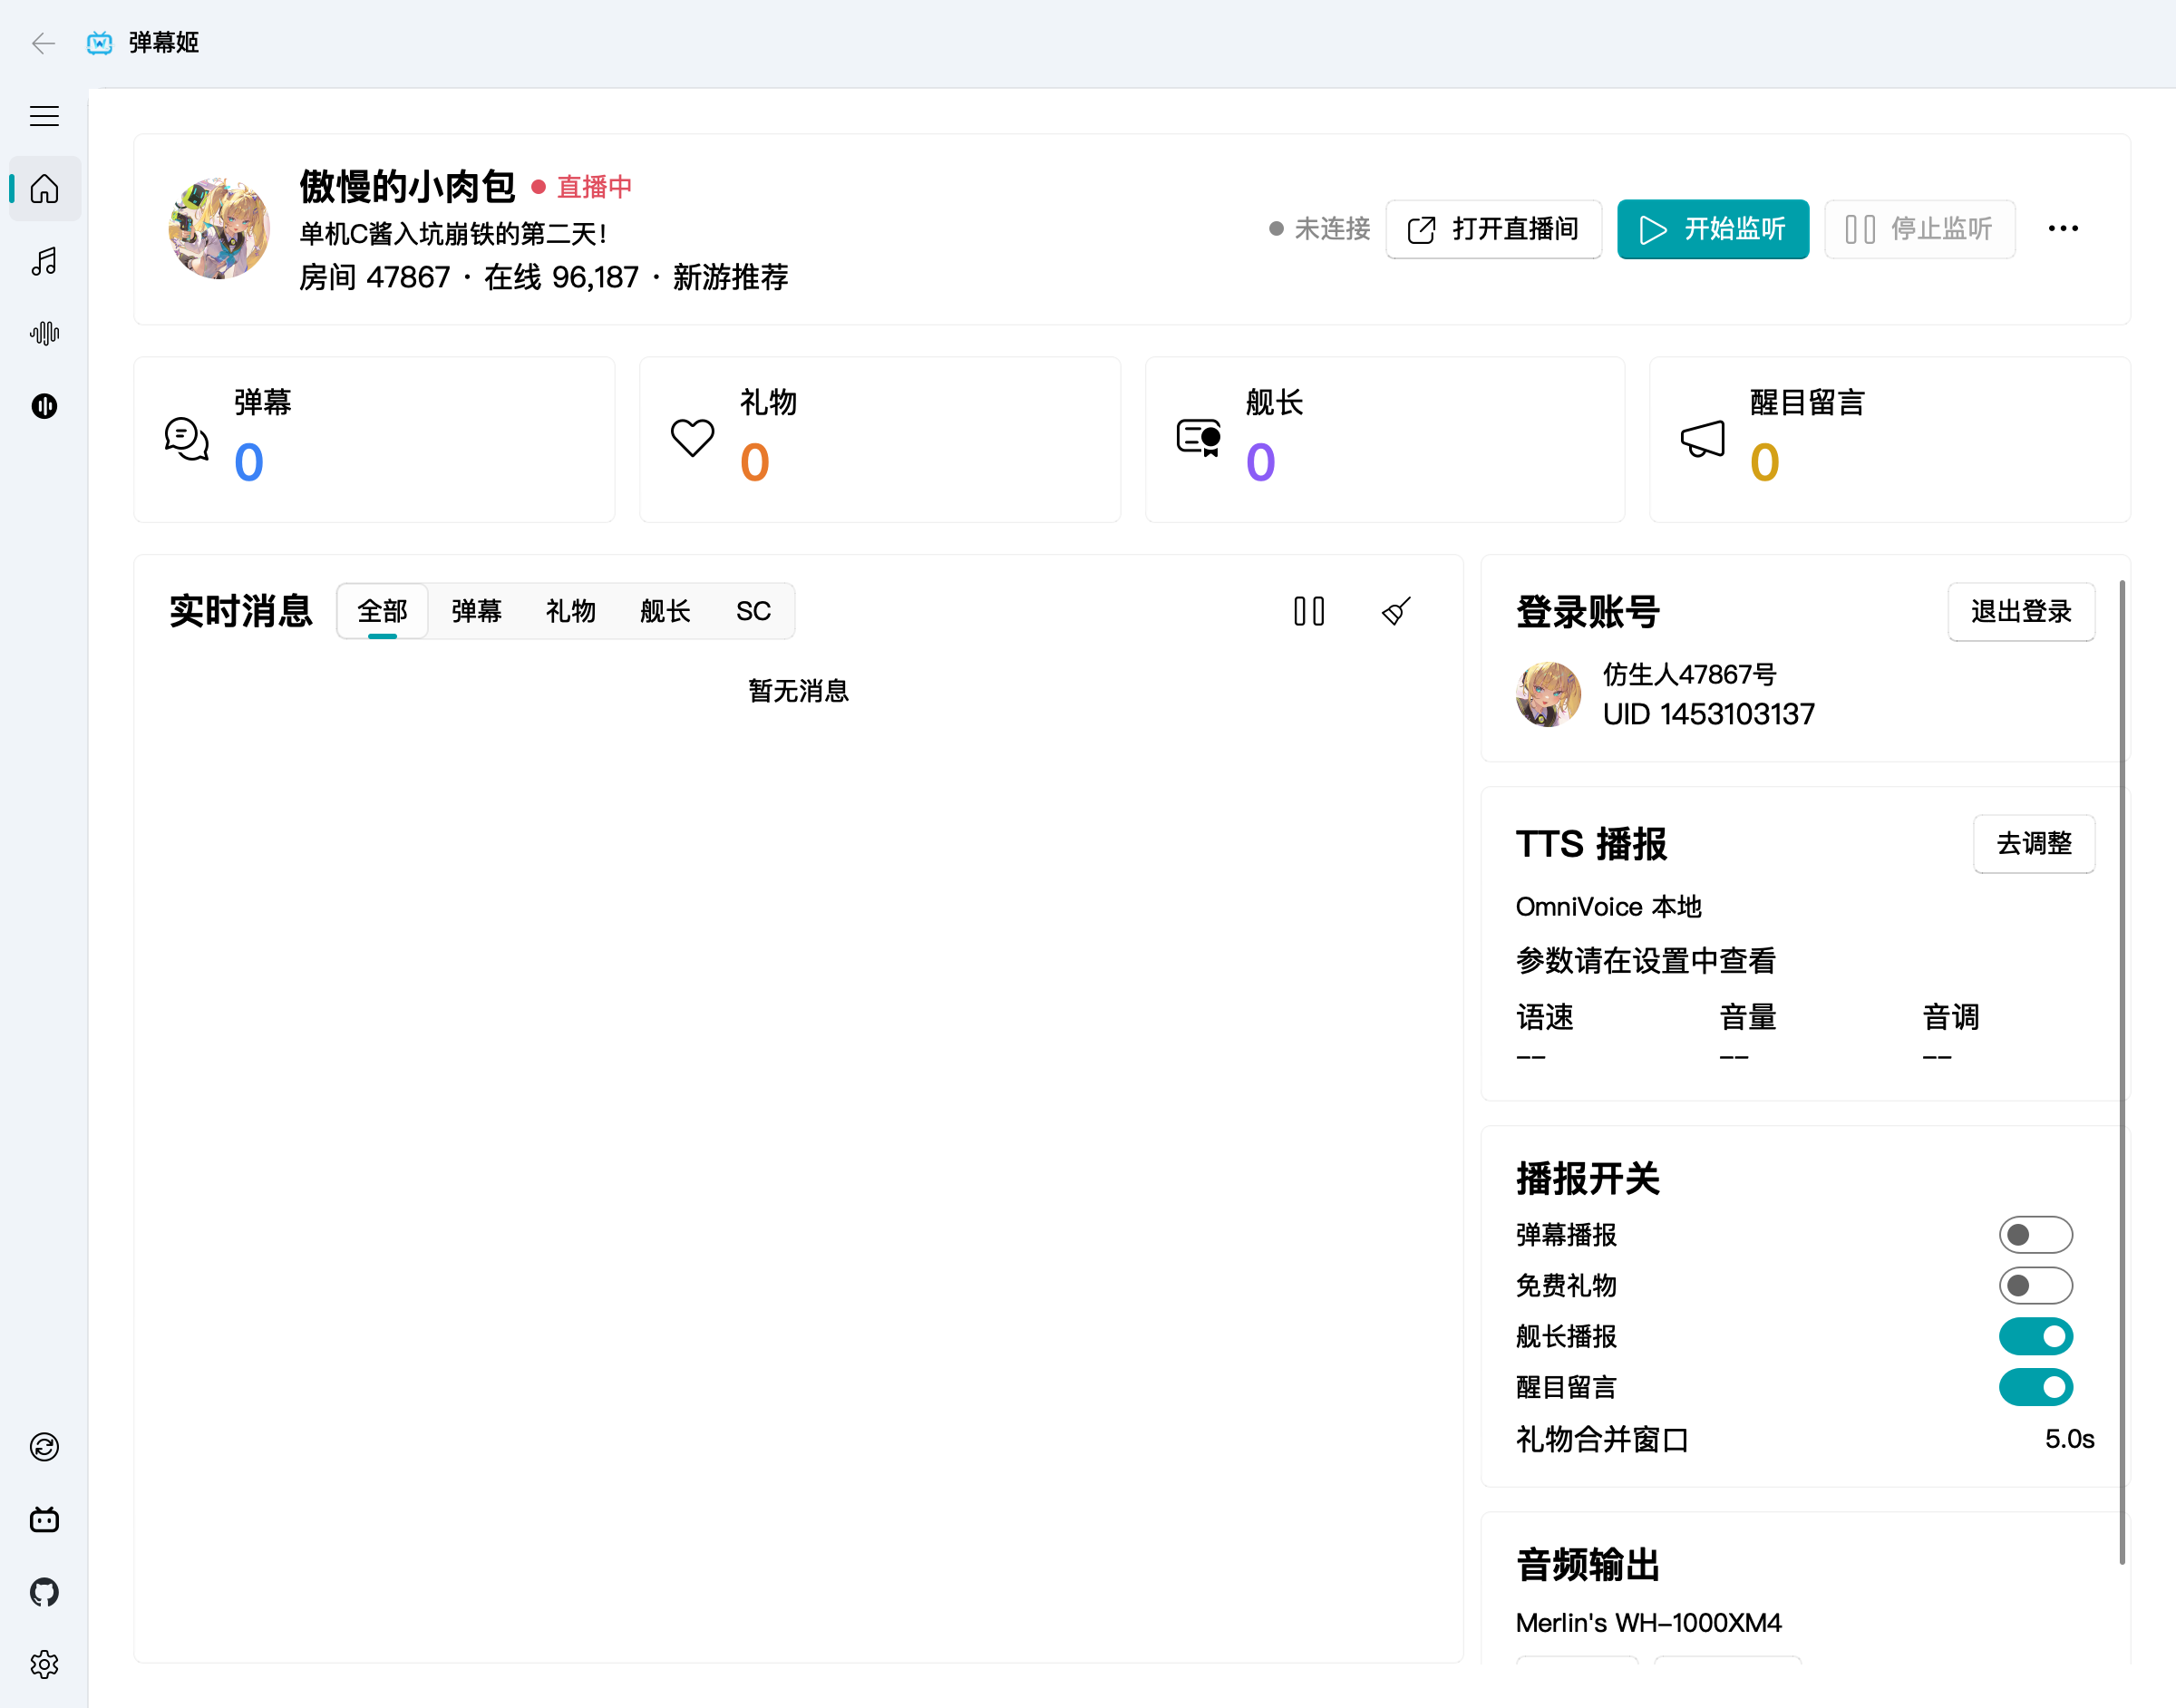 弹幕姬
傲慢的小肉包 直播中
单机C酱入坑崩铁的第二天!
房间 47867 · 在线 96,187 · 新游推荐
未连接 打开直播间 开始监听 停止监听
弹幕
0
礼物
0
舰长
0
醒目留言
0
实时消息 全部 弹幕 礼物 舰长 SC
暂无消息
登录账号 退出登录
仿生人47867号
UID 1453103137
TTS 播报 去调整
OmniVoice 本地
参数请在设置中查看
语速 音量 音调
-- -- --
播报开关
弹幕播报
免费礼物
舰长播报
醒目留言
礼物合并窗口 5.0s
音频输出
Merlin's WH-1000XM4